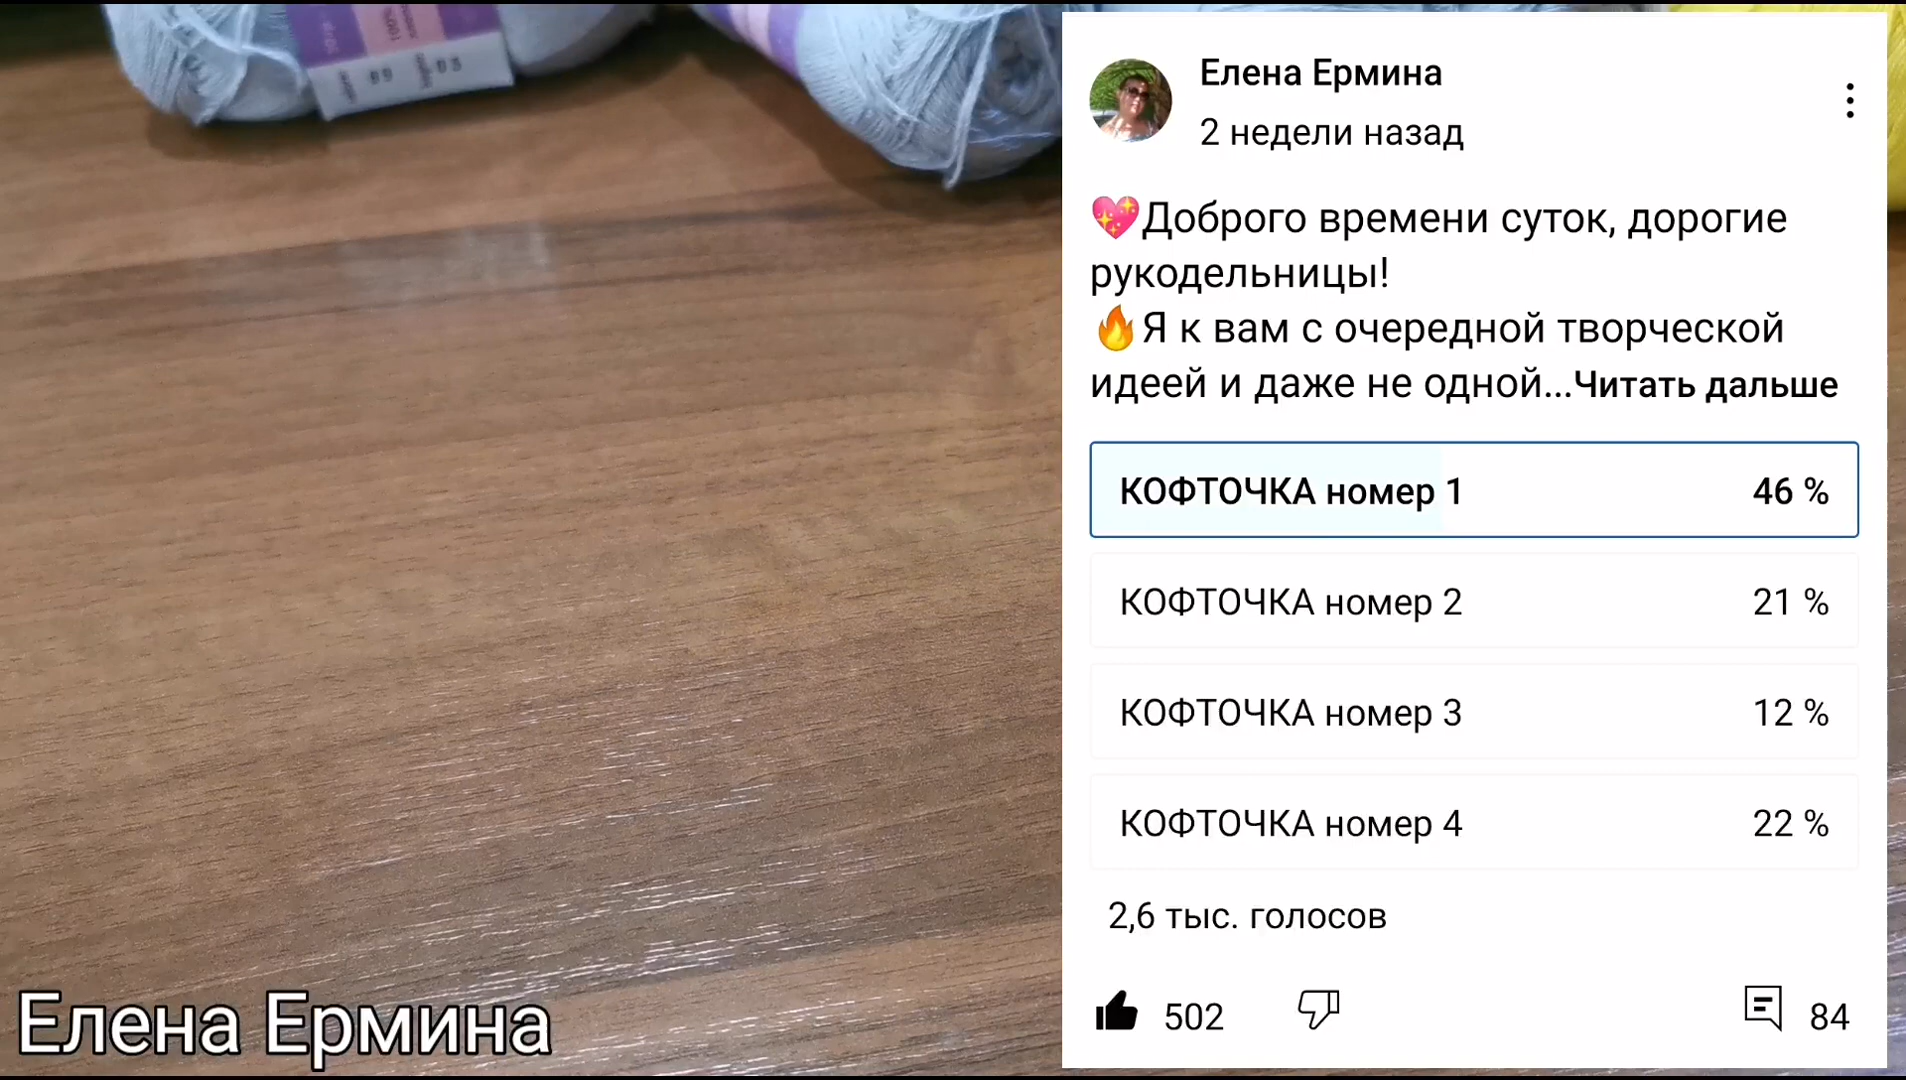 Елена Ермина
2 недели назад
💖Доброго времени суток, дорогие
рукодельницы!
🔥Я к вам с очередной творческой
идеей и даже не одной...Читать дальше
КОФТОЧКА номер 1 46 %
КОФТОЧКА номер 2 21 %
КОФТОЧКА номер 3 12 %
КОФТОЧКА номер 4 22 %
2,6 тыс. голосов
502 84
Елена Ермина